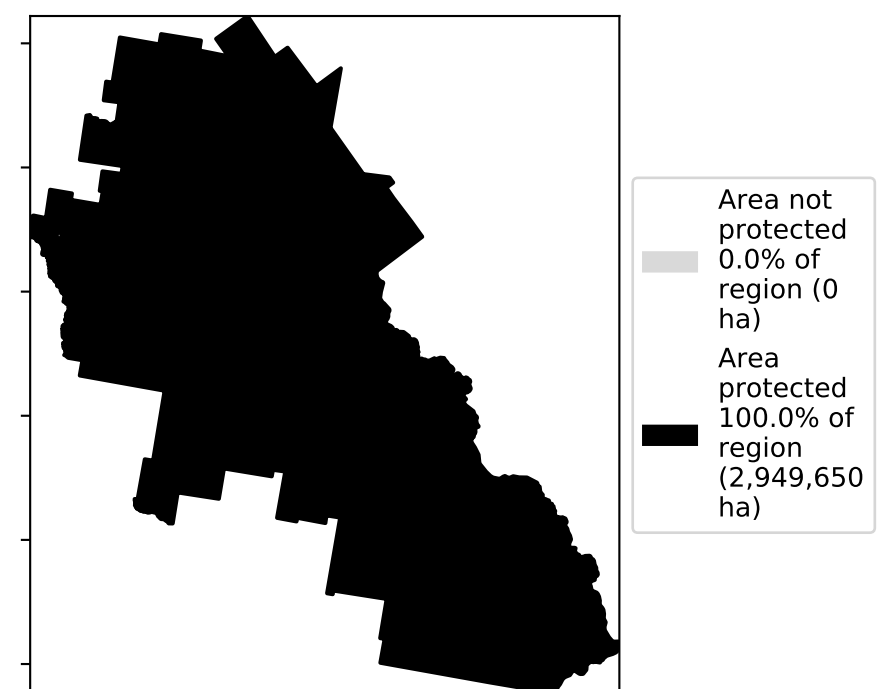 Area not
protected
0.0% of
region (0
ha)
Area
protected
100.0% of
region
(2,949,650
ha)